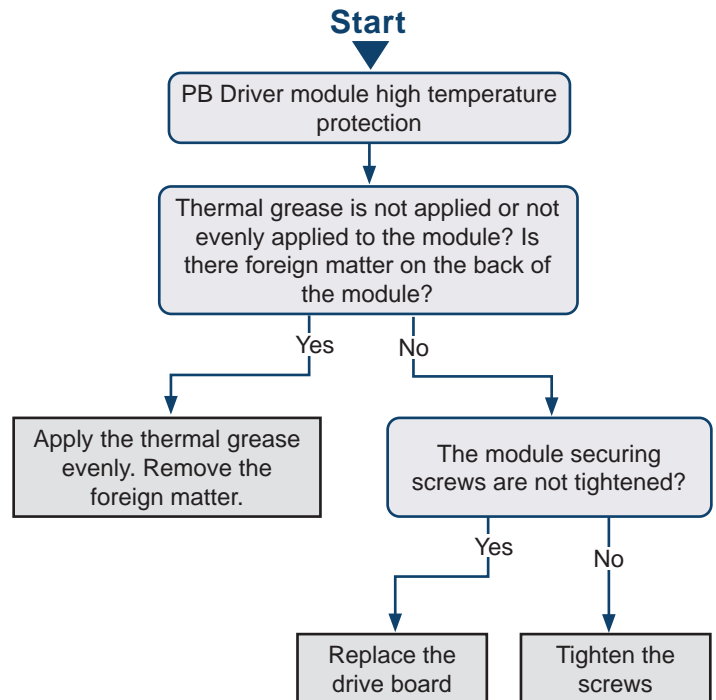 Start
PB Driver module high temperature
protection
Thermal grease is not applied or not
evenly applied to the module? Is
there foreign matter on the back of
the module?
Yes
No
Apply the thermal grease
evenly. Remove the
foreign matter.
The module securing
screws are not tightened?
Yes
No
Replace the
drive board
Tighten the
screws